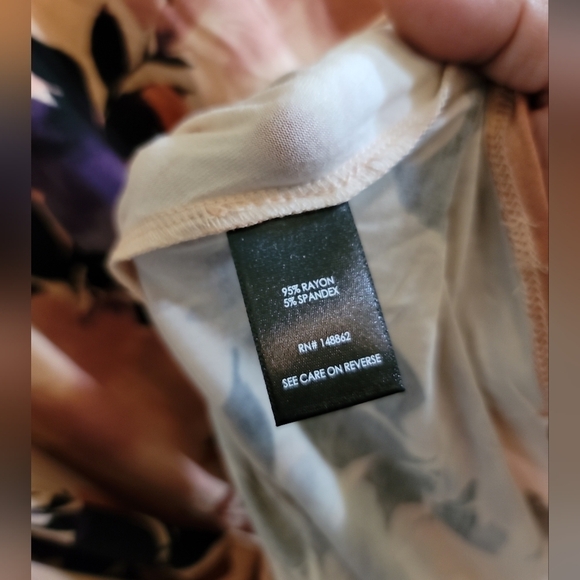 95% RAYON
5% SPANDEX
RN# 148862
SEE CARE ON REVERSE